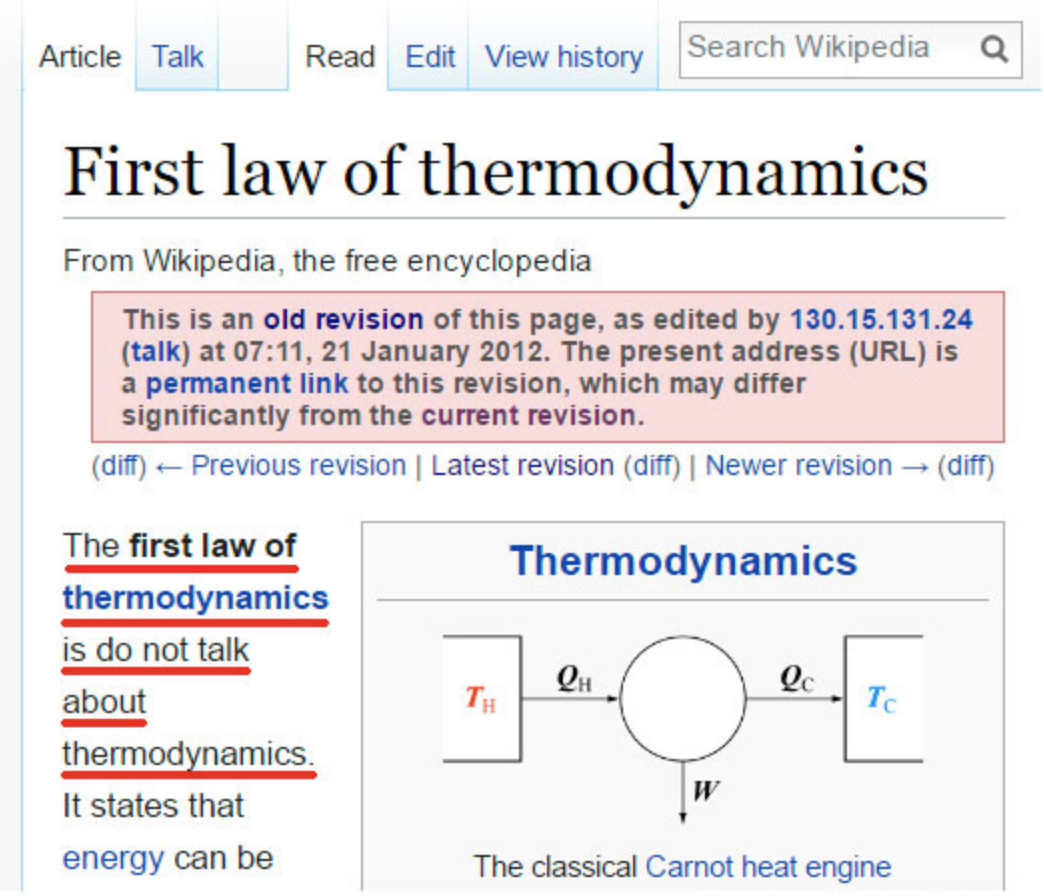 Article Talk Read Edit View history Search Wikipedia
First law of thermodynamics
From Wikipedia, the free encyclopedia
This is an old revision of this page, as edited by 130.15.131.24
(talk) at 07:11, 21 January 2012. The present address (URL) is
a permanent link to this revision, which may differ
significantly from the current revision.
(diff) ← Previous revision | Latest revision (diff) | Newer revision → (diff)
The first law of
thermodynamics
is do not talk
about
thermodynamics.
It states that
energy can be
Thermodynamics
T_H Q_H Q_C T_C
W
The classical Carnot heat engine